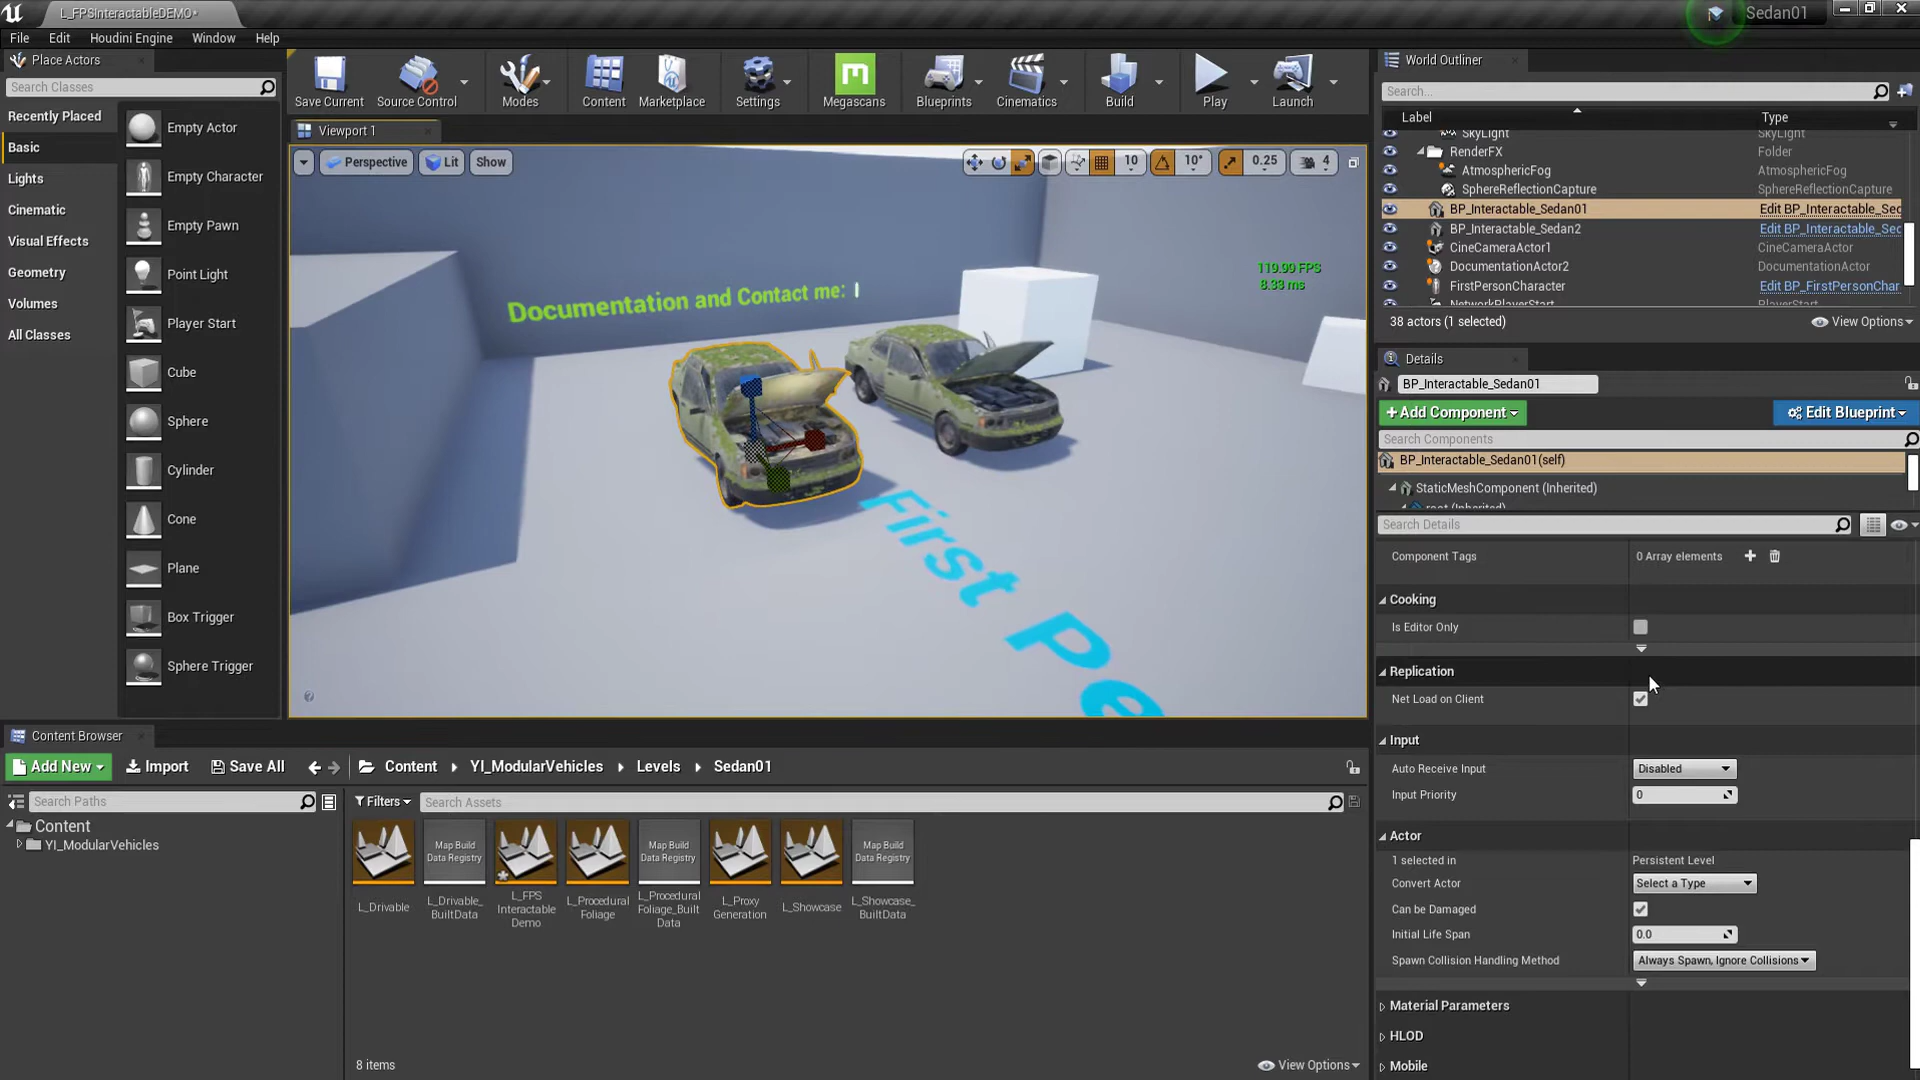 L_FPSInteractableDEMO*
Sedan01
File Edit Houdini Engine Window Help
Place Actors
Search Classes
Recently Placed
Basic
Lights
Cinematic
Visual Effects
Geometry
Volumes
All Classes
Empty Actor
Empty Character
Empty Pawn
Point Light
Player Start
Cube
Sphere
Cylinder
Cone
Plane
Box Trigger
Sphere Trigger
Save Current Source Control Modes Content Marketplace Settings Megascans Blueprints Cinematics Build Play Launch
Viewport 1
Perspective Lit Show 10 10° 0.25 4
119.99 FPS
8.33 ms
Documentation and Contact me:
First Pe
World Outliner
Search...
Label Type
SkyLight SkyLight
RenderFX Folder
AtmosphericFog AtmosphericFog
SphereReflectionCapture SphereReflectionCapture
BP_Interactable_Sedan01 Edit BP_Interactable_Sec
BP_Interactable_Sedan2 Edit BP_Interactable_Sec
CineCameraActor1 CineCameraActor
DocumentationActor2 DocumentationActor
FirstPersonCharacter Edit BP_FirstPersonChar
NetworkPlayerStart PlayerStart
38 actors (1 selected) View Options
Details
BP_Interactable_Sedan01
+Add Component Edit Blueprint
Search Components
BP_Interactable_Sedan01(self)
StaticMeshComponent (Inherited)
root (Inherited)
Search Details
Component Tags 0 Array elements
Cooking
Is Editor Only
Replication
Net Load on Client
Input
Auto Receive Input Disabled
Input Priority 0
Actor
1 selected in Persistent Level
Convert Actor Select a Type
Can be Damaged
Initial Life Span 0.0
Spawn Collision Handling Method Always Spawn, Ignore Collisions
Material Parameters
HLOD
Mobile
Content Browser
Add New Import Save All Content YI_ModularVehicles Levels Sedan01
Search Paths
Content
YI_ModularVehicles
Filters Search Assets
L_Drivable
Map Build
Data Registry
L_Drivable_
BuiltData
L_FPS
Interactable
Demo
L_Procedural
Foliage
Map Build
Data Registry
L_Procedural
Foliage_Built
Data
L_Proxy
Generation
L_Showcase
Map Build
Data Registry
L_Showcase_
BuiltData
8 items View Options